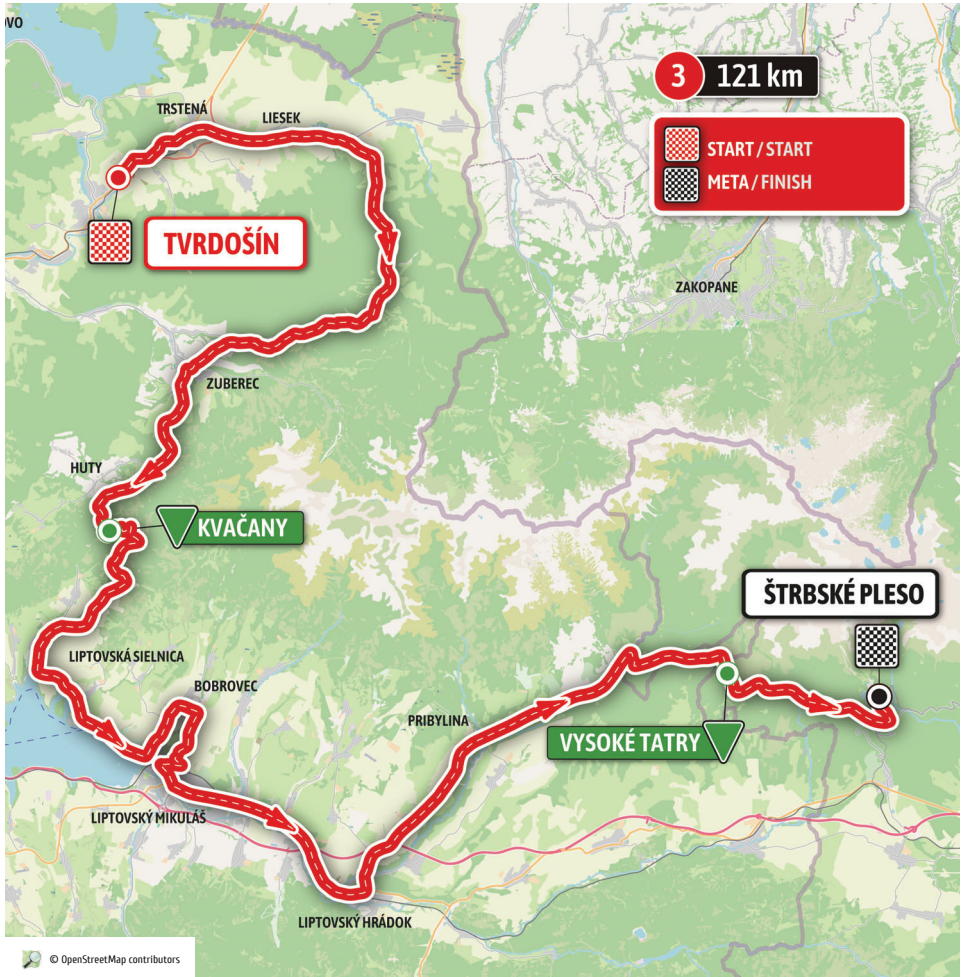 OVO
3 121 km
START / START
META / FINISH
TRSTENÁ
LIESEK
TVRDOŠÍN
ZAKOPANE
ZUBEREC
HUTY
KVAČANY
ŠTRBSKÉ PLESO
LIPTOVSKÁ SIELNICA
BOBROVEC
PRIBYLINA
VYSOKÉ TATRY
LIPTOVSKÝ MIKULÁŠ
LIPTOVSKÝ HRÁDOK
© OpenStreetMap contributors